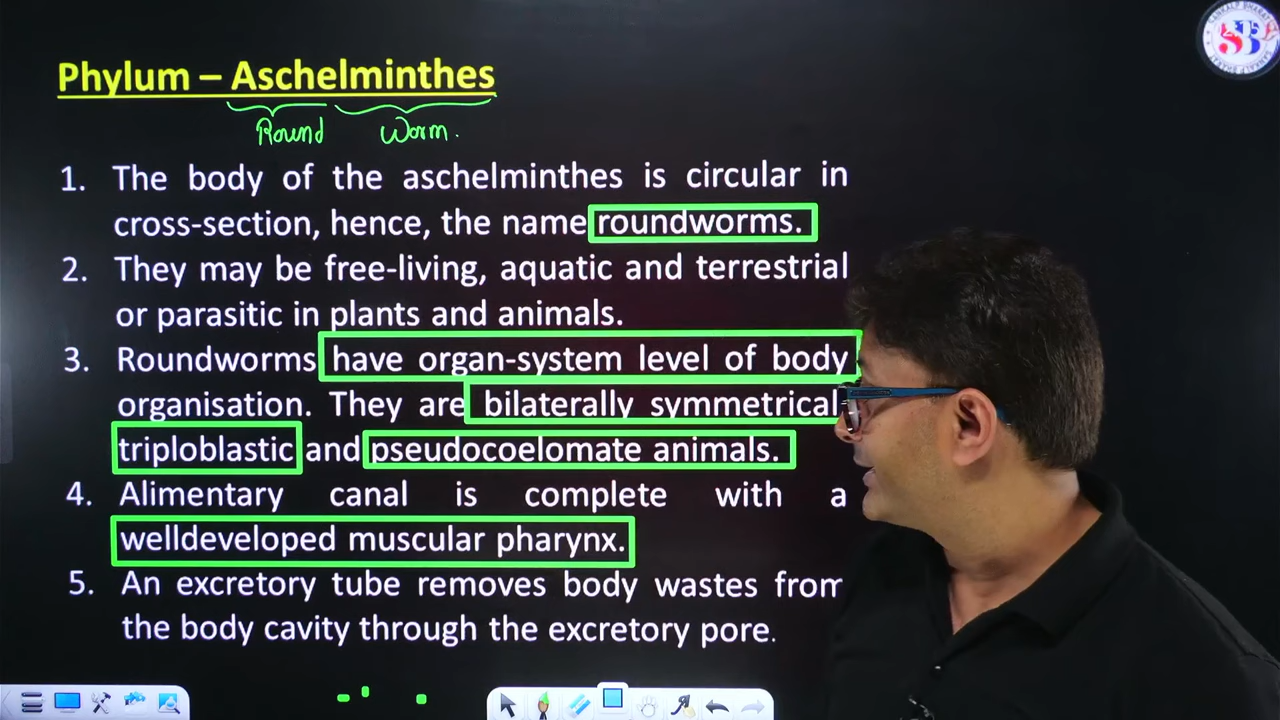 Phylum – Aschelminthes
Round Worm.
1. The body of the aschelminthes is circular in
cross-section, hence, the name roundworms.
2. They may be free-living, aquatic and terrestrial
or parasitic in plants and animals.
3. Roundworms have organ-system level of body
organisation. They are bilaterally symmetrical
triploblastic and pseudocoelomate animals.
4. Alimentary canal is complete with a
welldeveloped muscular pharynx.
5. An excretory tube removes body wastes from
the body cavity through the excretory pore.
SB